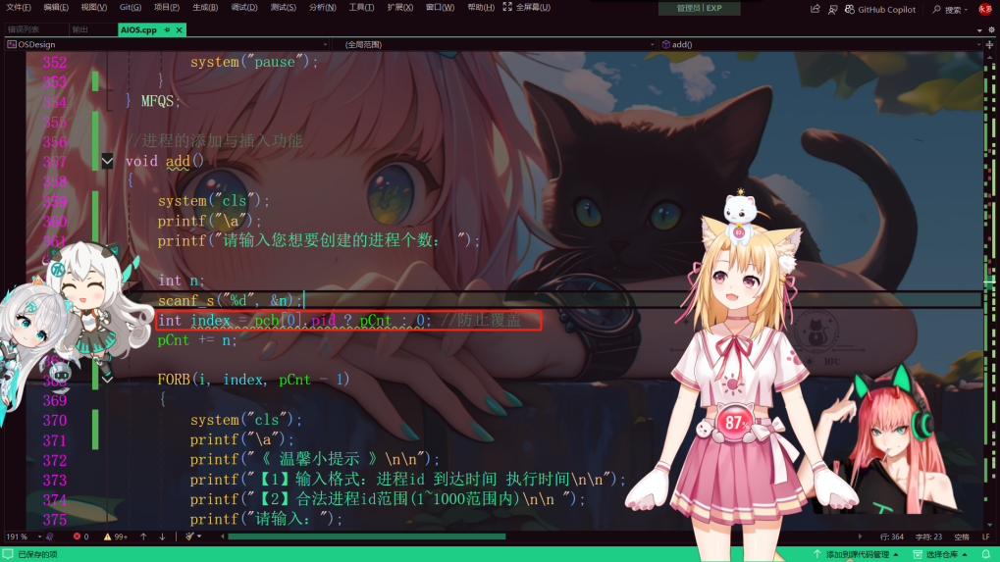 文件(F) 编辑(E) 视图(V) Git(G) 项目(P) 生成(B) 调试(D) 测试(S) 分析(N) 工具(T) 扩展(X) 窗口(W) 帮助(H) 全屏幕(U) 管理员 | EXP GitHub Copilot 搜索
错误列表 输出 AIOS.cpp
OSDesign (全局范围) add()
352 system("pause");
353 }
354 } MFQS;
355
356 //进程的添加与插入功能
357 void add()
358 {
359 system("cls");
360 printf("\a");
361 printf("请输入您想要创建的进程个数: ");
int n;
scanf_s("%d", &n);
int index = pcb[0].pid ? pCnt : 0; //防止覆盖
pCnt += n;
FORB(i, index, pCnt - 1)
369 {
370 system("cls");
371 printf("\a");
372 printf("《 温馨小提示 》\n\n");
373 printf("【1】输入格式: 进程id 到达时间 执行时间\n\n");
374 printf("【2】合法进程id范围(1~1000范围内)\n\n ");
375 printf("请输入: ");
87%
191 % 0 99+ 行: 364 字符: 23 空格 LF
已保存的项 添加到源代码管理 选择仓库